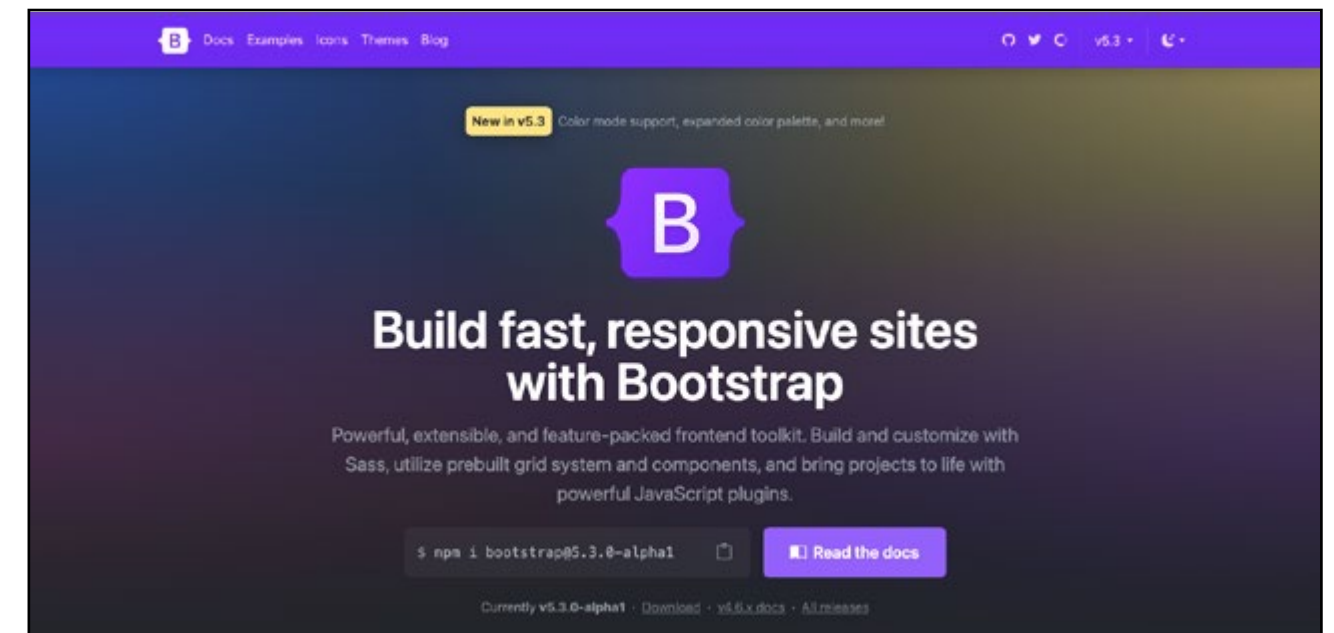 B Docs Examples Icons Themes Blog v5.3
New in v5.3 Color mode support, expanded color palette, and more!
B
Build fast, responsive sites
with Bootstrap
Powerful, extensible, and feature-packed frontend toolkit. Build and customize with
Sass, utilize prebuilt grid system and components, and bring projects to life with
powerful JavaScript plugins.
$ npm i bootstrap@5.3.0-alpha1 Read the docs
Currently v5.3.0-alpha1 · Download · v4.6.x docs · All releases